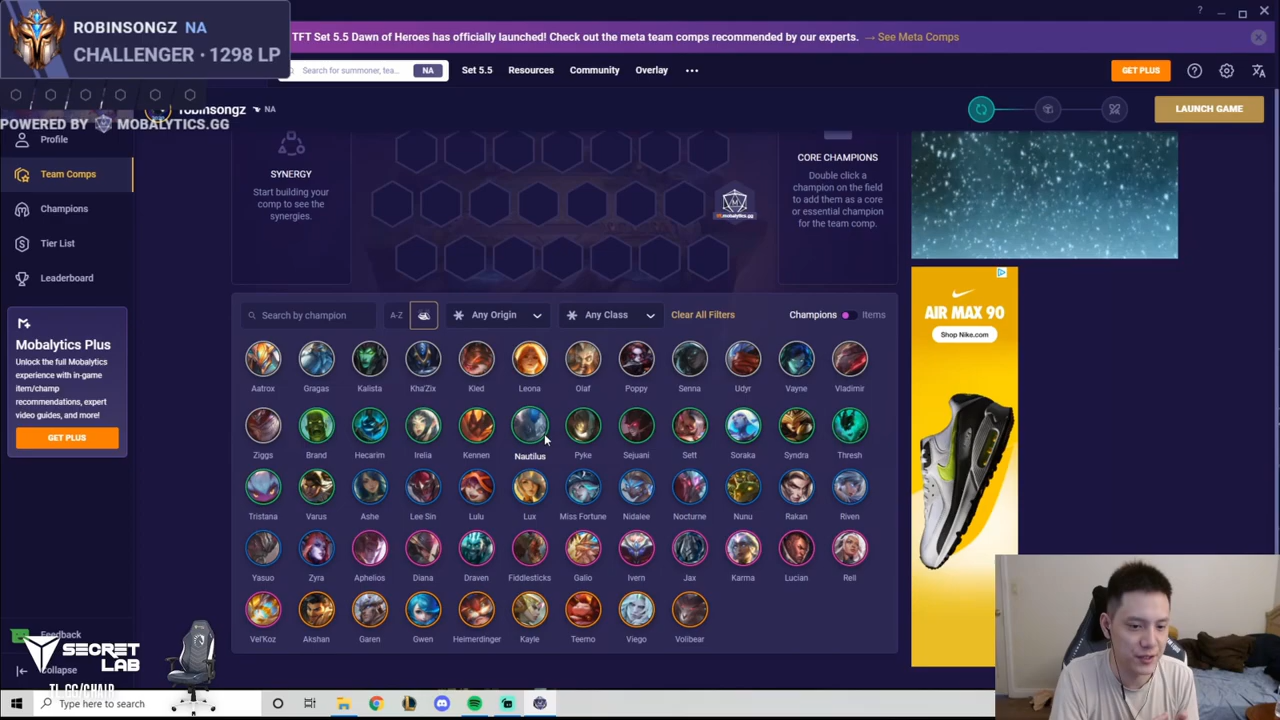 ROBINSONGZ NA
CHALLENGER · 1298 LP
POWERED BY MOBALYTICS.GG
TFT Set 5.5 Dawn of Heroes has officially launched! Check out the meta team comps recommended by our experts. → See Meta Comps
Search for summoner, tea... NA
Set 5.5 Resources Community Overlay
GET PLUS
robinsongz NA
LAUNCH GAME
Profile
Team Comps
Champions
Tier List
Leaderboard
Mobalytics Plus
Unlock the full Mobalytics
experience with in-game
item/champ
recommendations, expert
video guides, and more!
GET PLUS
Feedback
Collapse
SECRET
LAB
SYNERGY
Start building your
comp to see the
synergies.
CORE CHAMPIONS
Double click a
champion on the field
to add them as a core
or essential champion
for the team comp.
Search by champion A-Z Any Origin Any Class Clear All Filters Champions Items
Aatrox Gragas Kalista Kha'Zix Kled Leona Olaf Poppy Senna Udyr Vayne Vladimir
Ziggs Brand Hecarim Irelia Kennen Nautilus Pyke Sejuani Sett Soraka Syndra Thresh
Tristana Varus Ashe Lee Sin Lulu Lux Miss Fortune Nidalee Nocturne Nunu Rakan Riven
Yasuo Zyra Aphelios Diana Draven Fiddlesticks Galio Ivern Jax Karma Lucian Rell
Vel'Koz Akshan Garen Gwen Heimerdinger Kayle Teemo Viego Volibear
AIR MAX 90
Shop Nike.com
Type here to search